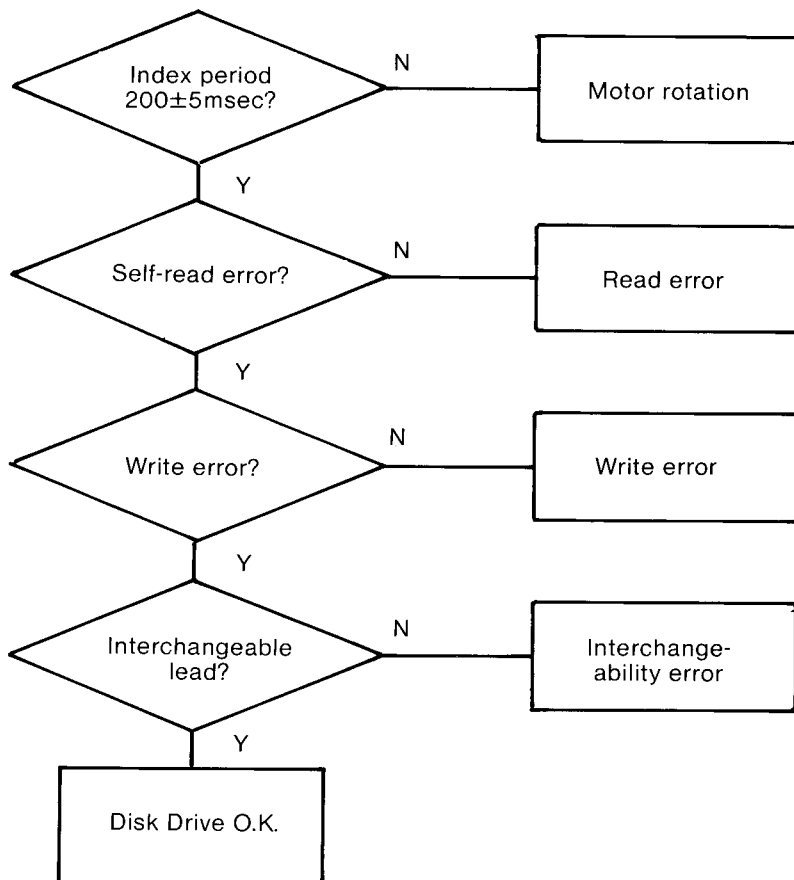 Index period
200±5msec?
N
Motor rotation
Y
Self-read error?
N
Read error
Y
Write error?
N
Write error
Y
Interchangeable
lead?
N
Interchange-
ability error
Y
Disk Drive O.K.